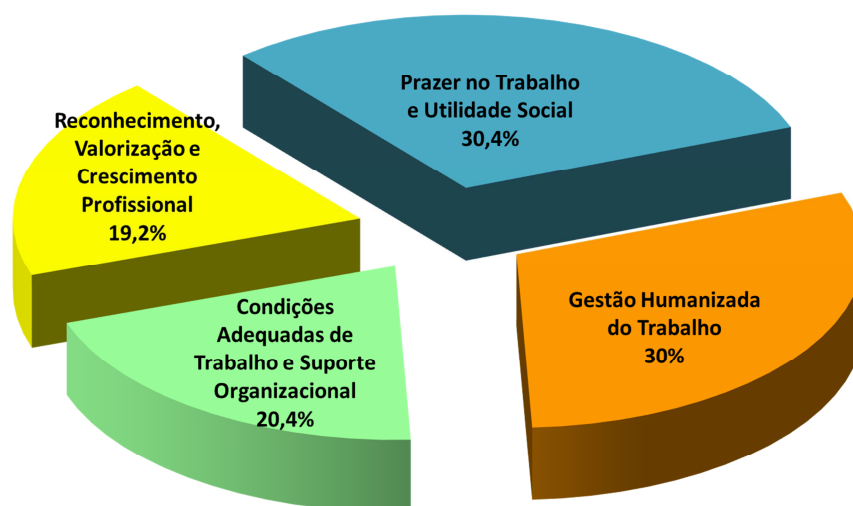 Prazer no Trabalho
e Utilidade Social
30,4%
Reconhecimento,
Valorização e
Crescimento
Profissional
19,2%
Gestão Humanizada
do Trabalho
30%
Condições
Adequadas de
Trabalho e Suporte
Organizacional
20,4%